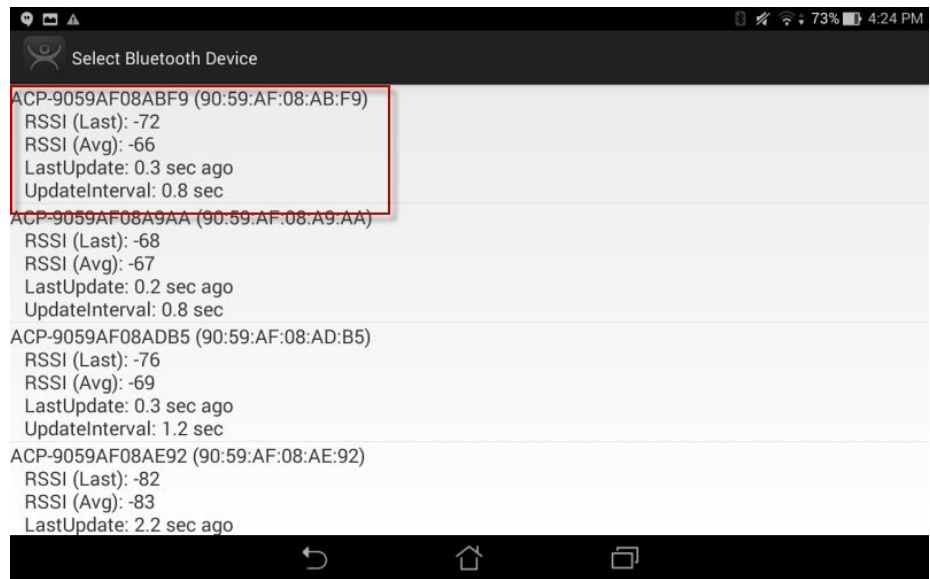 73% 4:24 PM
Select Bluetooth Device
ACP-9059AF08ABF9 (90:59:AF:08:AB:F9)
RSSI (Last): -72
RSSI (Avg): -66
LastUpdate: 0.3 sec ago
UpdateInterval: 0.8 sec
ACP-9059AF08A9AA (90:59:AF:08:A9:AA)
RSSI (Last): -68
RSSI (Avg): -67
LastUpdate: 0.2 sec ago
UpdateInterval: 0.8 sec
ACP-9059AF08ADB5 (90:59:AF:08:AD:B5)
RSSI (Last): -76
RSSI (Avg): -69
LastUpdate: 0.3 sec ago
UpdateInterval: 1.2 sec
ACP-9059AF08AE92 (90:59:AF:08:AE:92)
RSSI (Last): -82
RSSI (Avg): -83
LastUpdate: 2.2 sec ago